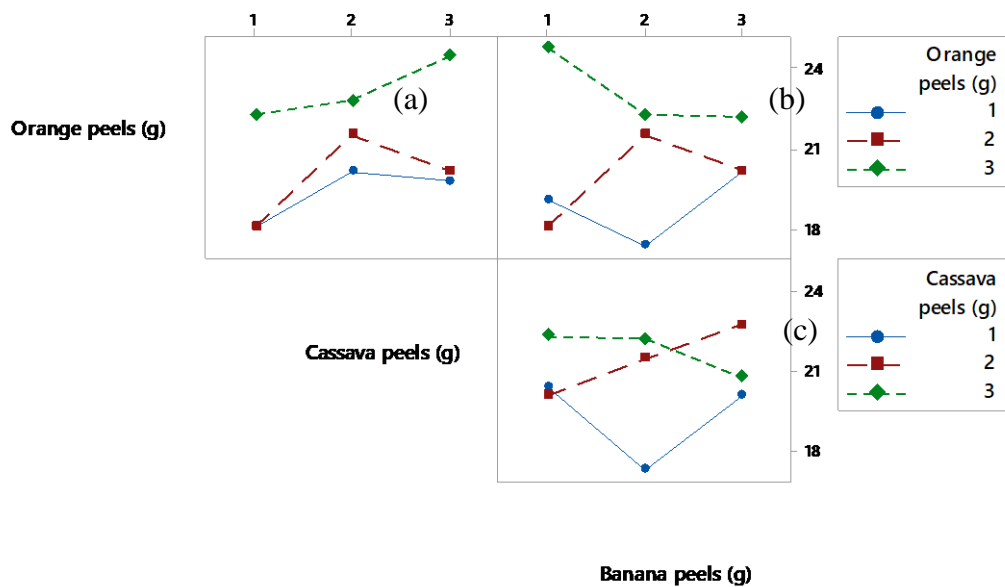 1 2 3 1 2 3
24
21
18
(a)
(b)
Orange peels (g)
Orange
peels (g)
1
2
3
24
21
18
(c)
Cassava peels (g)
Cassava
peels (g)
1
2
3
Banana peels (g)